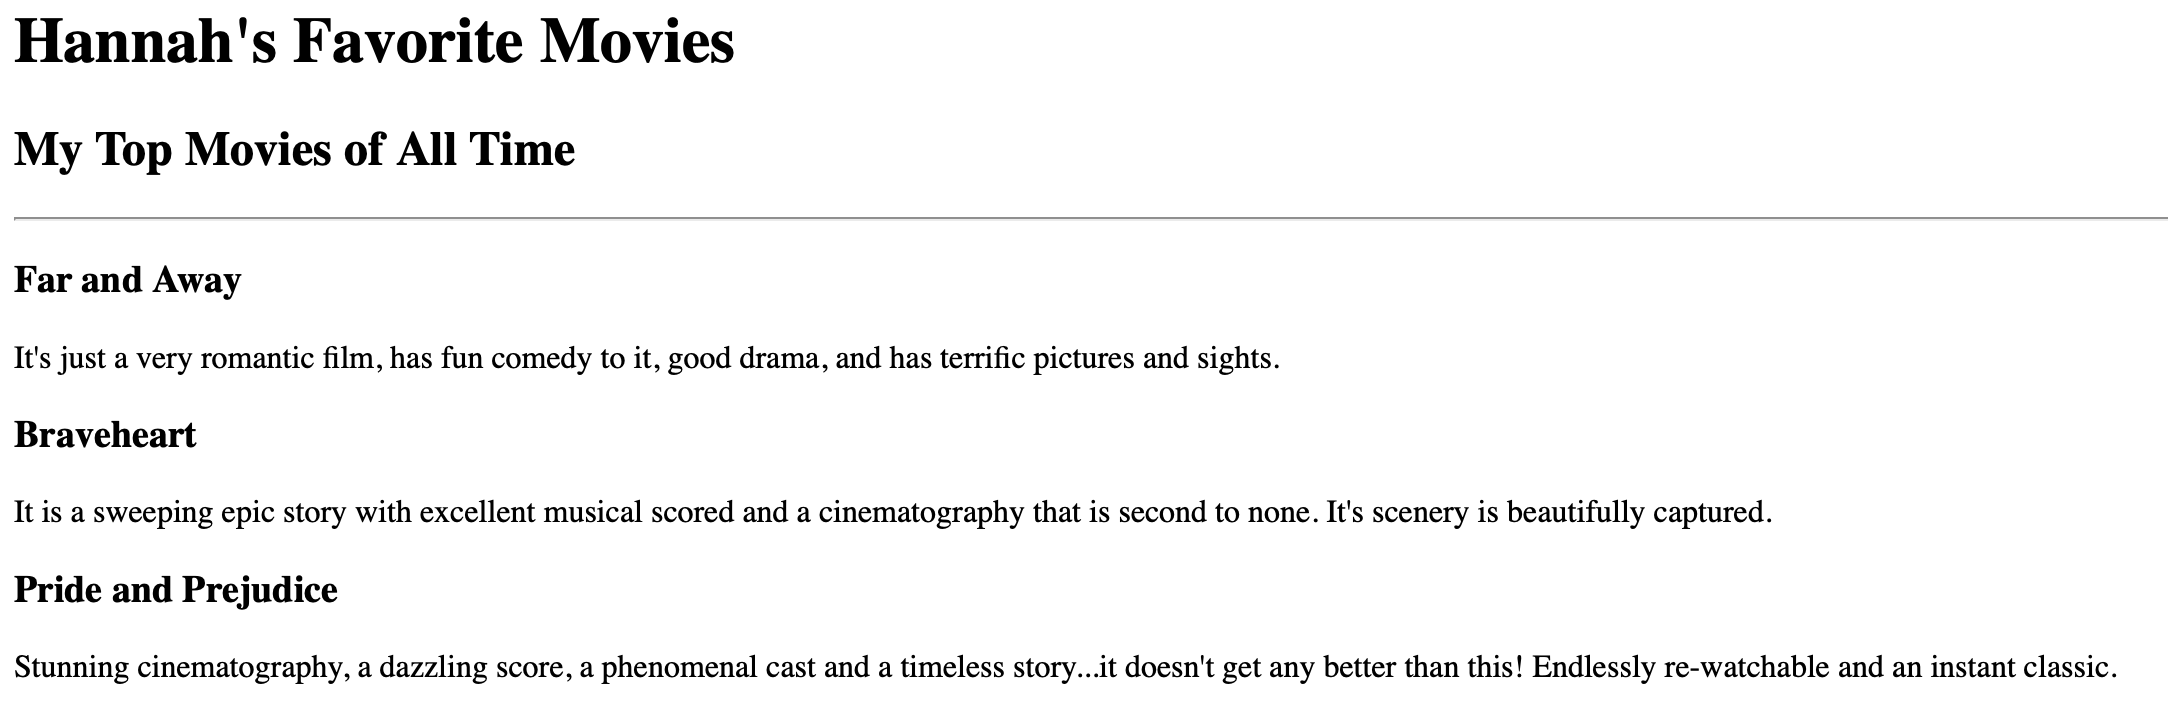 Hannah's Favorite Movies
My Top Movies of All Time
Far and Away
It's just a very romantic film, has fun comedy to it, good drama, and has terrific pictures and sights.
Braveheart
It is a sweeping epic story with excellent musical scored and a cinematography that is second to none. It's scenery is beautifully captured.
Pride and Prejudice
Stunning cinematography, a dazzling score, a phenomenal cast and a timeless story...it doesn't get any better than this! Endlessly re-watchable and an instant classic.